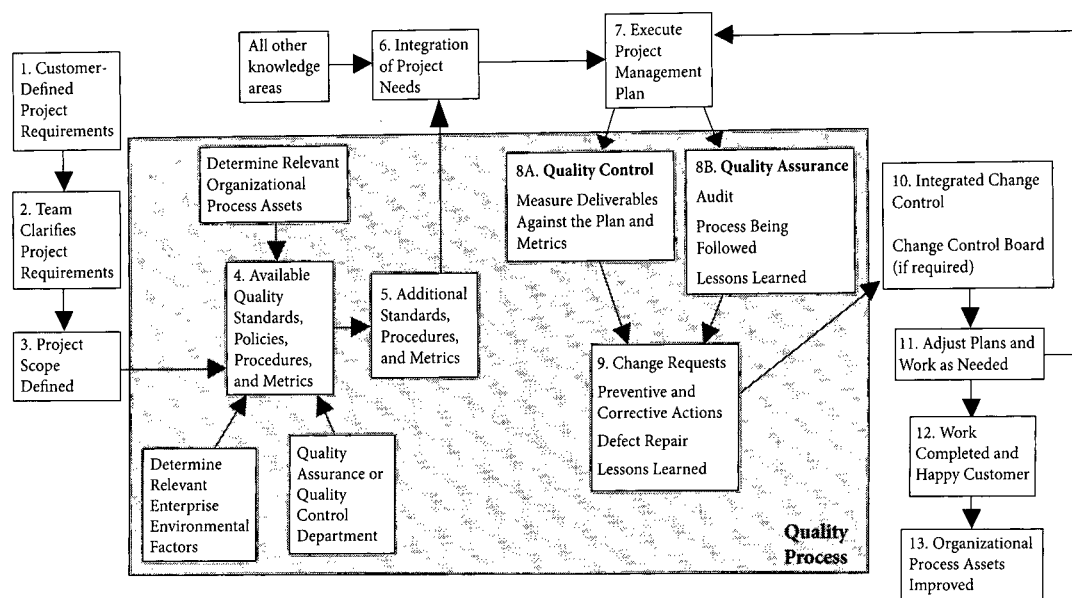 1. Customer-
Defined
Project
Requirements
2. Team
Clarifies
Project
Requirements
3. Project
Scope
Defined
All other
knowledge
areas
6. Integration
of Project
Needs
7. Execute
Project
Management
Plan
Determine Relevant
Organizational
Process Assets
4. Available
Quality
Standards,
Policies,
Procedures,
and Metrics
5. Additional
Standards,
Procedures,
and Metrics
Determine
Relevant
Enterprise
Environmental
Factors
Quality
Assurance or
Quality
Control
Department
8A. Quality Control
Measure Deliverables
Against the Plan and
Metrics
8B. Quality Assurance
Audit
Process Being
Followed
Lessons Learned
9. Change Requests
Preventive and
Corrective Actions
Defect Repair
Lessons Learned
Quality
Process
10. Integrated Change
Control
Change Control Board
(if required)
11. Adjust Plans and
Work as Needed
12. Work
Completed and
Happy Customer
13. Organizational
Process Assets
Improved